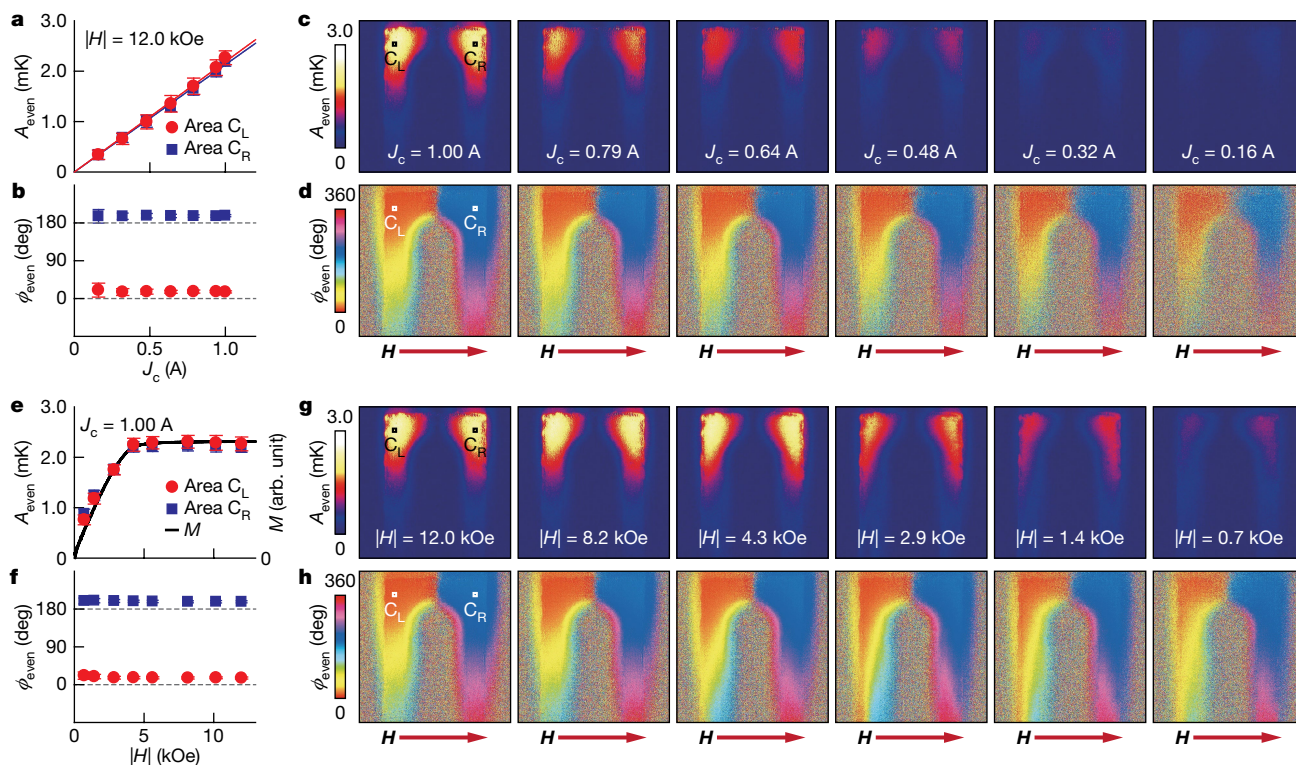 a
3.0
2.0
1.0
0
A_even (mK)
|H| = 12.0 kOe
Area C_L
Area C_R
b
180
90
0
ϕ_even (deg)
0 0.5 1.0
J_c (A)
c
3.0
0
A_even (mK)
C_L C_R
J_c = 1.00 A J_c = 0.79 A J_c = 0.64 A J_c = 0.48 A J_c = 0.32 A J_c = 0.16 A
d
360
0
ϕ_even (deg)
C_L C_R
H H H H H H
e
3.0
2.0
1.0
0
A_even (mK)
J_c = 1.00 A
Area C_L
Area C_R
M
M (arb. unit)
0
f
180
90
0
ϕ_even (deg)
0 5 10
|H| (kOe)
g
3.0
0
A_even (mK)
C_L C_R
|H| = 12.0 kOe |H| = 8.2 kOe |H| = 4.3 kOe |H| = 2.9 kOe |H| = 1.4 kOe |H| = 0.7 kOe
h
360
0
ϕ_even (deg)
C_L C_R
H H H H H H